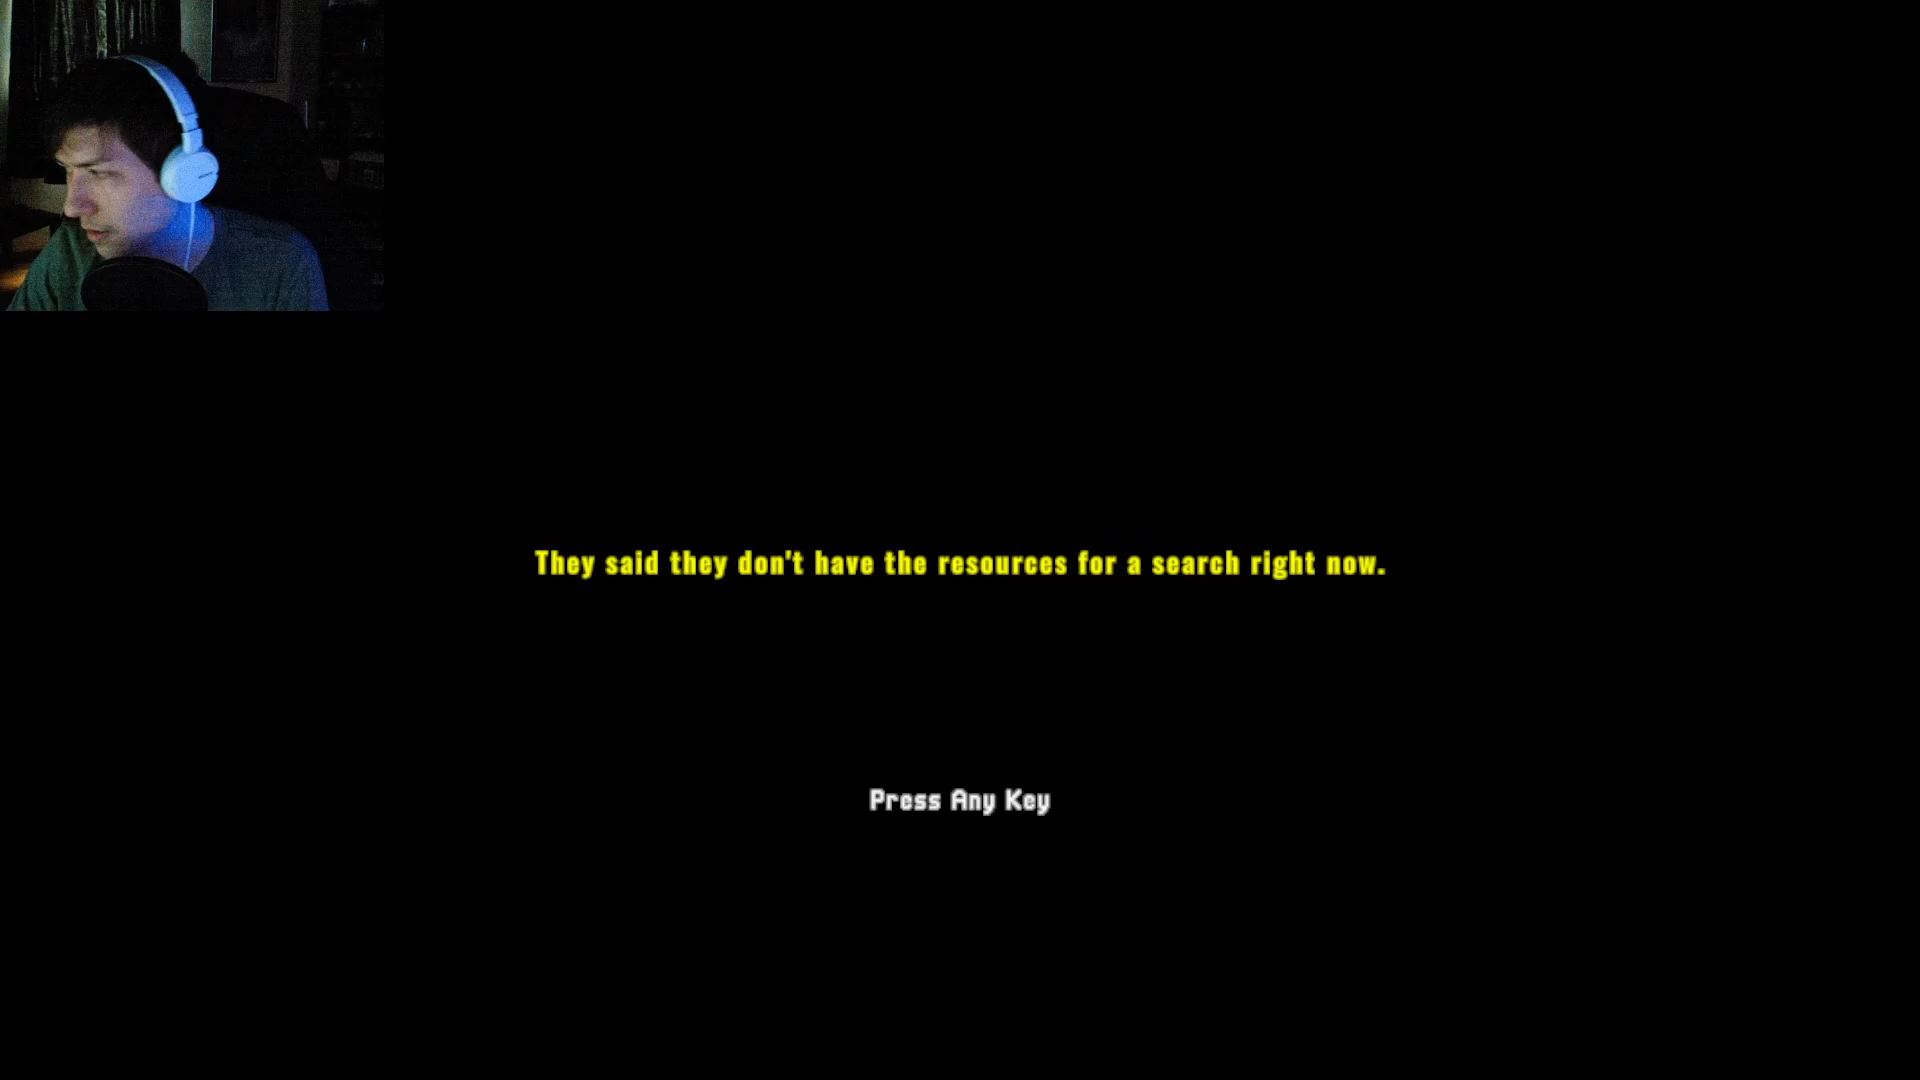 They said they don't have the resources for a search right now.
Press Any Key